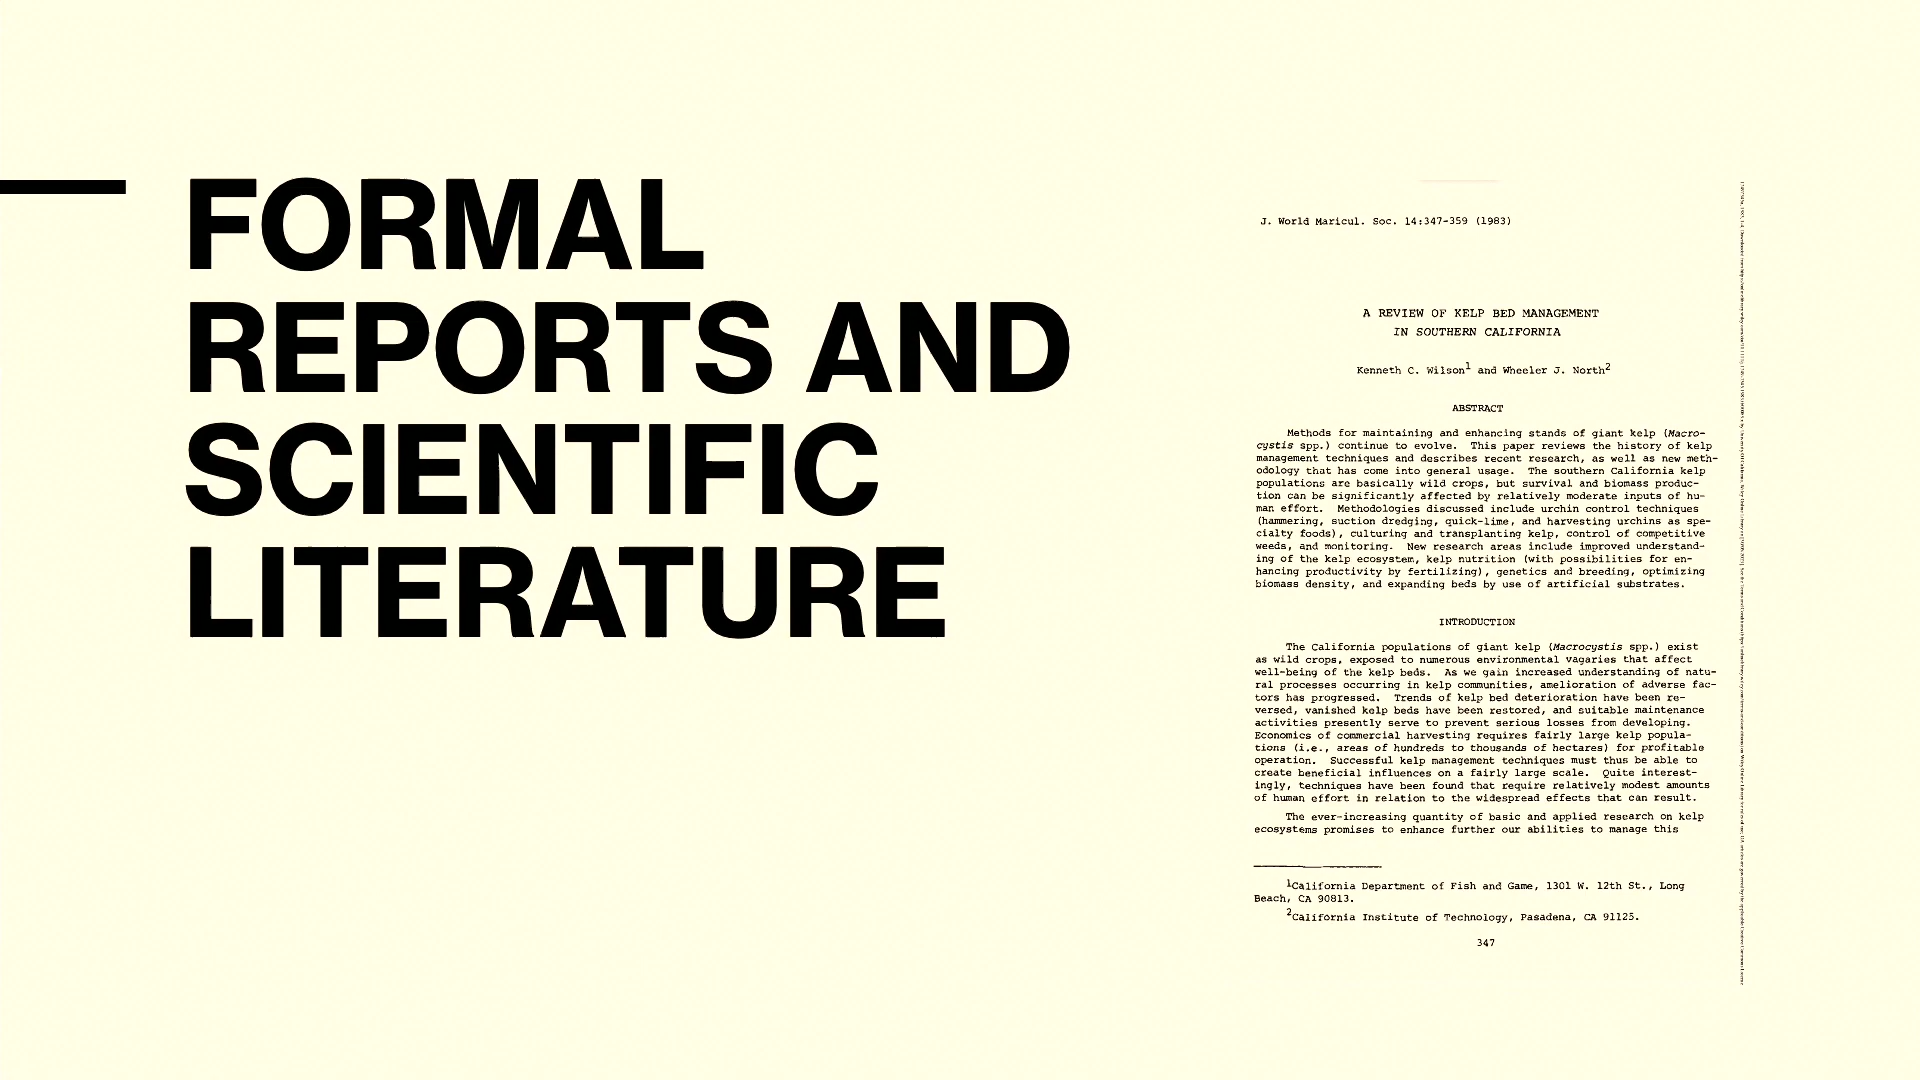 FORMAL
REPORTS AND
SCIENTIFIC
LITERATURE
J. World Maricul. Soc. 14:347-359 (1983)
A REVIEW OF KELP BED MANAGEMENT
IN SOUTHERN CALIFORNIA
Kenneth C. Wilson1 and Wheeler J. North2
ABSTRACT
Methods for maintaining and enhancing stands of giant kelp (Macro-
cystis spp.) continue to evolve. This paper reviews the history of kelp
management techniques and describes recent research, as well as new meth-
odology that has come into general usage. The southern California kelp
populations are basically wild crops, but survival and biomass produc-
tion can be significantly affected by relatively moderate inputs of hu-
man effort. Methodologies discussed include urchin control techniques
(hammering, suction dredging, quick-lime, and harvesting urchins as spe-
cialty foods), culturing and transplanting kelp, control of competitive
weeds, and monitoring. New research areas include improved understand-
ing of the kelp ecosystem, kelp nutrition (with possibilities for en-
hancing productivity by fertilizing), genetics and breeding, optimizing
biomass density, and expanding beds by use of artificial substrates.
INTRODUCTION
The California populations of giant kelp (Macrocystis spp.) exist
as wild crops, exposed to numerous environmental vagaries that affect
well-being of the kelp beds. As we gain increased understanding of natu-
ral processes occurring in kelp communities, amelioration of adverse fac-
tors has progressed. Trends of kelp bed deterioration have been re-
versed, vanished kelp beds have been restored, and suitable maintenance
activities presently serve to prevent serious losses from developing.
Economics of commercial harvesting requires fairly large kelp popula-
tions (i.e., areas of hundreds to thousands of hectares) for profitable
operation. Successful kelp management techniques must thus be able to
create beneficial influences on a fairly large scale. Quite interest-
ingly, techniques have been found that require relatively modest amounts
of human effort in relation to the widespread effects that can result.
The ever-increasing quantity of basic and applied research on kelp
ecosystems promises to enhance further our abilities to manage this
1California Department of Fish and Game, 1301 W. 12th St., Long
Beach, CA 90813.
2California Institute of Technology, Pasadena, CA 91125.
347